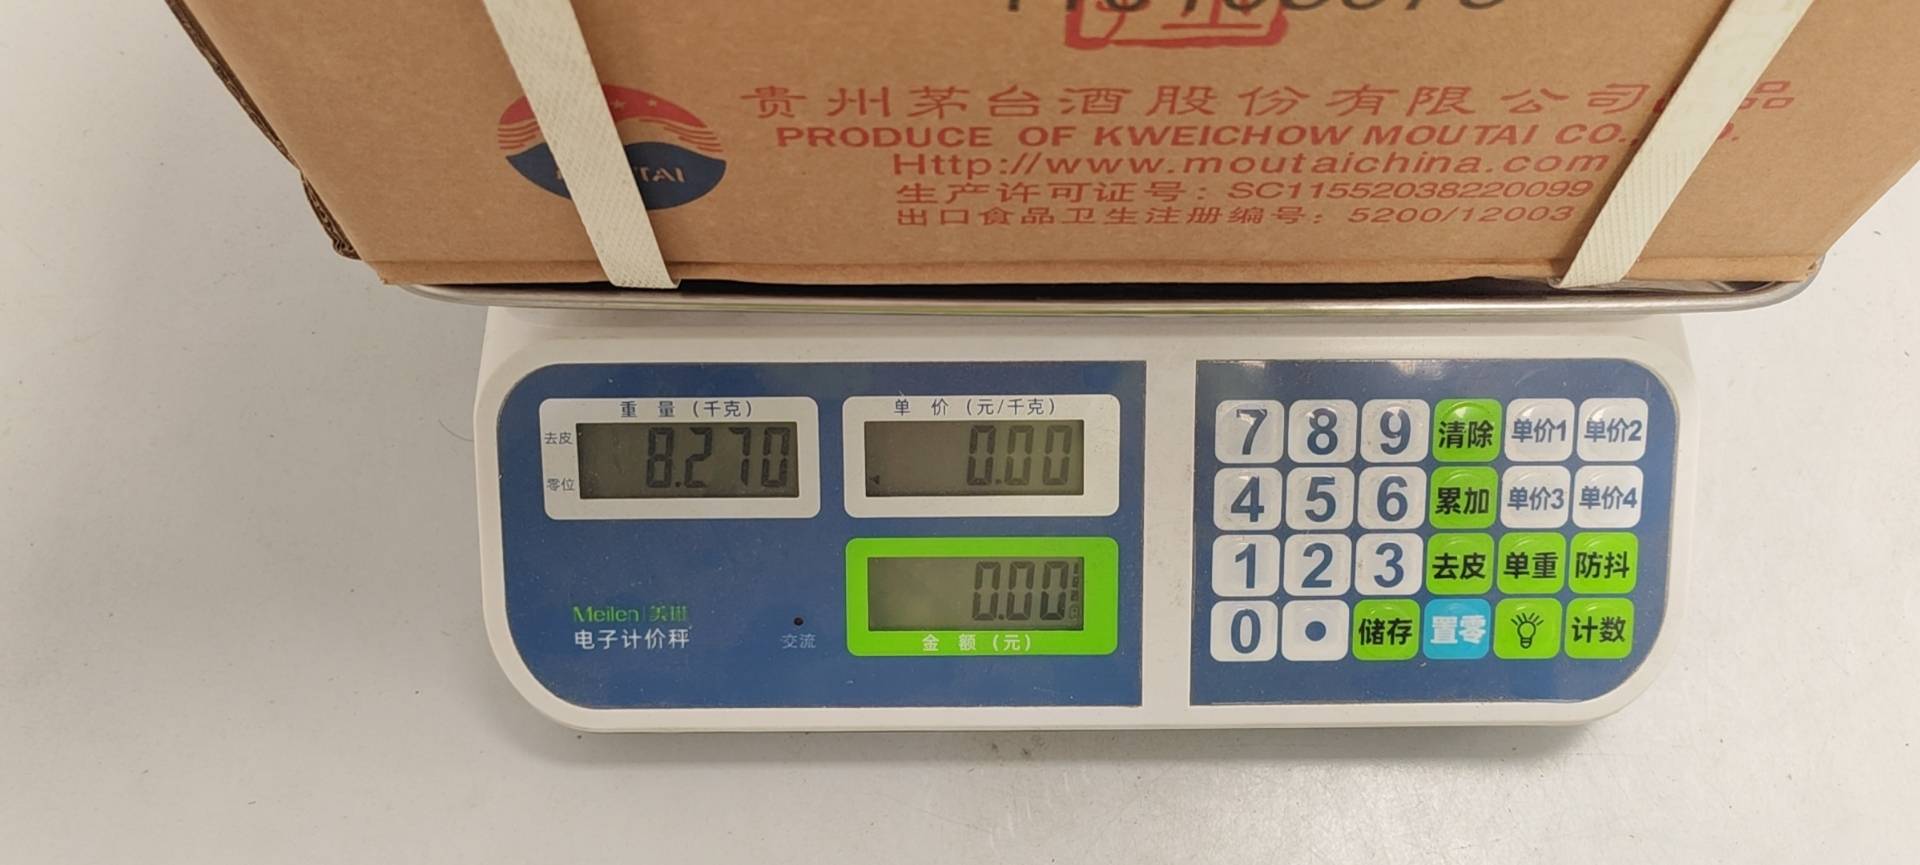 贵州茅台酒股份有限公司
PRODUCE OF KWEICHOW MOUTAI CO.,
Http://www.moutaichina.com
生产许可证号：SC11552038220099
出口食品卫生注册编号：5200/12003
重 量 (千克)
去皮
零位
8.270
单 价 (元/千克)
0.00
0.00
金 额 (元)
Meilen 美 
电子计价秤
交流
7 8 9 清除 单价1 单价2
4 5 6 累加 单价3 单价4
1 2 3 去皮 单重 防抖
0 . 储存 置零 计数